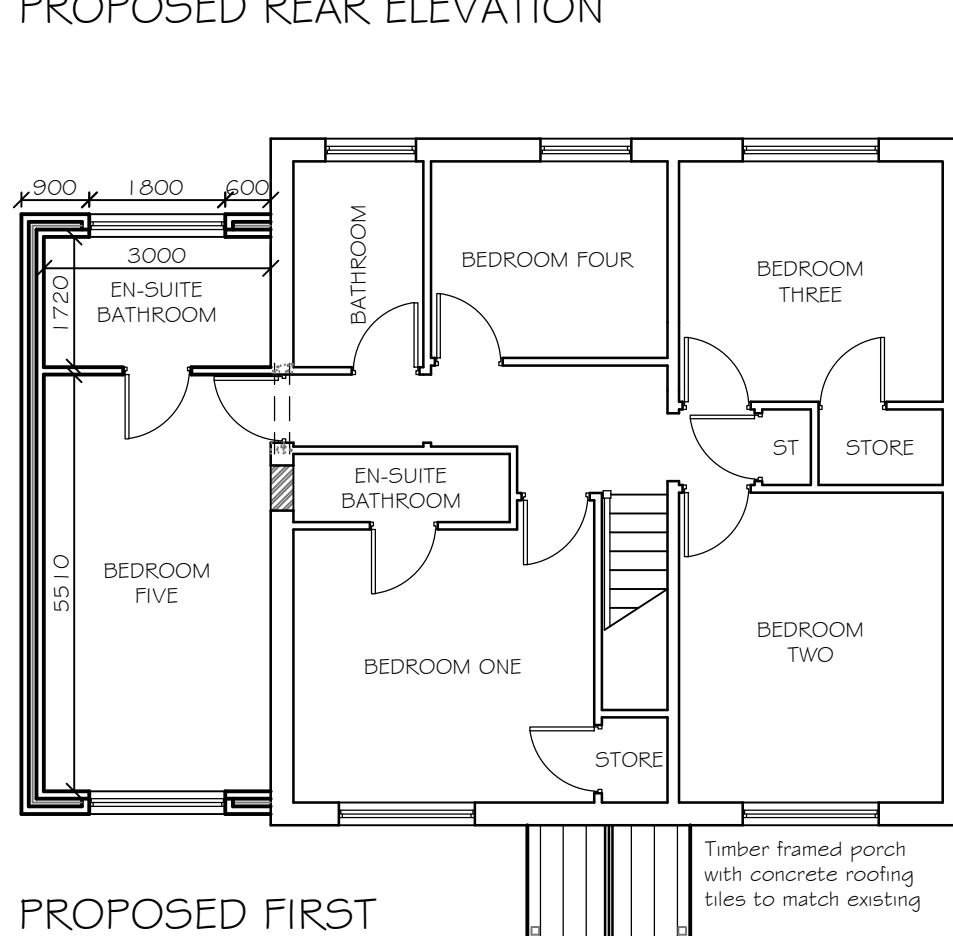 PROPOSED REAR ELEVATION
900
1800
600
3000
1720
EN-SUITE
BATHROOM
BATHROOM
BEDROOM FOUR
BEDROOM
THREE
ST
STORE
EN-SUITE
BATHROOM
5510
BEDROOM
FIVE
BEDROOM ONE
BEDROOM
TWO
STORE
Timber framed porch
with concrete roofing
tiles to match existing
PROPOSED FIRST